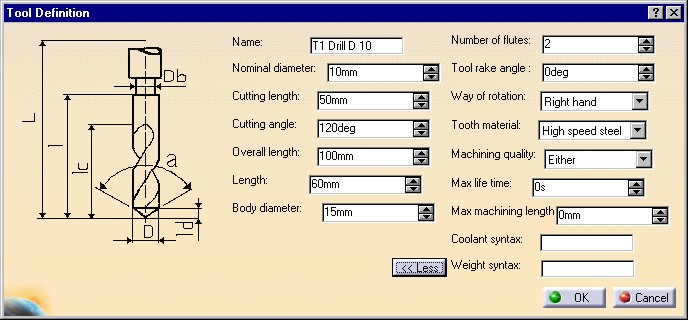 Tool Definition
Name: T1 Drill D 10
Nominal diameter: 10mm
Cutting length: 50mm
Cutting angle: 120deg
Overall length: 100mm
Length: 60mm
Body diameter: 15mm
<< Less
Number of flutes: 2
Tool rake angle : 0deg
Way of rotation: Right hand
Tooth material: High speed steel
Machining quality: Either
Max life time: 0s
Max machining length 0mm
Coolant syntax:
Weight syntax:
OK Cancel
Db
L
l
lc
a
D
ld